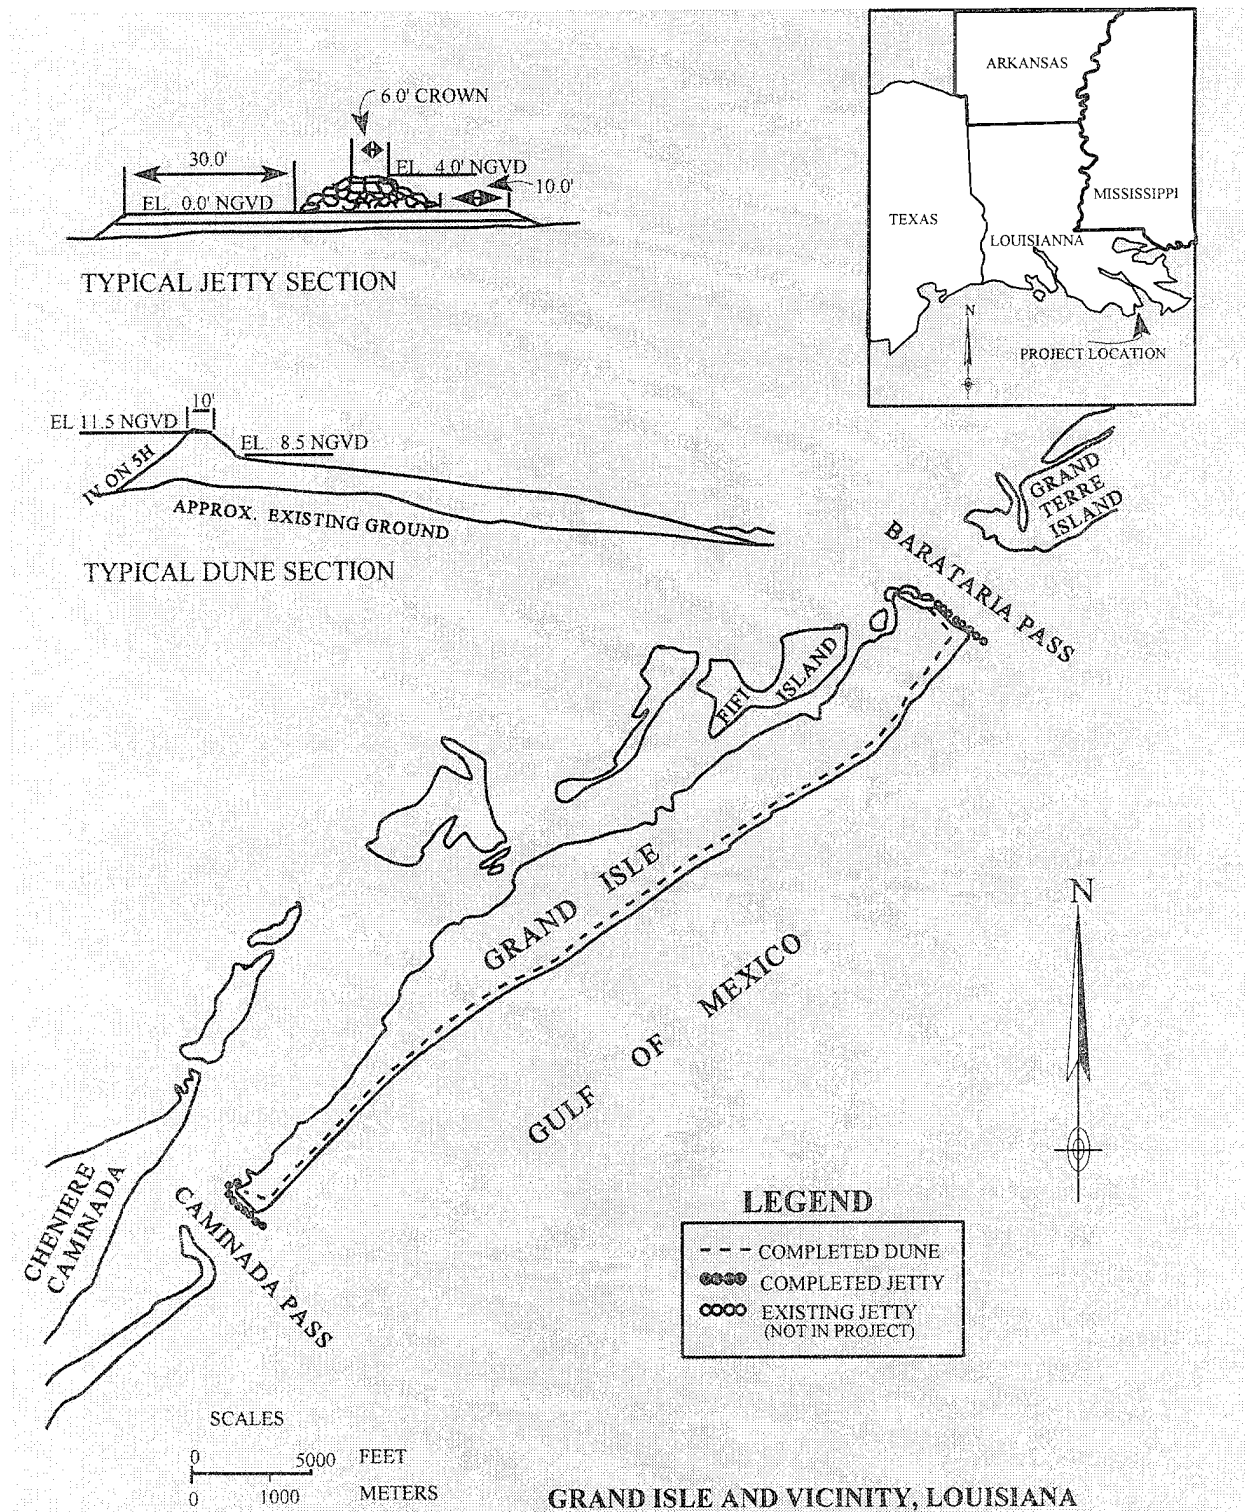 6.0' CROWN
30.0'
EL. 4.0' NGVD
10.0'
EL. 0.0' NGVD
TYPICAL JETTY SECTION
ARKANSAS
MISSISSIPPI
TEXAS
LOUISIANNA
N
PROJECT LOCATION
10'
EL 11.5 NGVD
EL. 8.5 NGVD
IV ON 5H
APPROX. EXISTING GROUND
TYPICAL DUNE SECTION
GRAND
TERRE
ISLAND
BARATARIA PASS
FIFI
ISLAND
GRAND ISLE
GULF OF MEXICO
N
CHENIERE
CAMINADA
CAMINADA PASS
LEGEND
COMPLETED DUNE
COMPLETED JETTY
EXISTING JETTY
(NOT IN PROJECT)
SCALES
0 5000 FEET
0 1000 METERS
GRAND ISLE AND VICINITY, LOUISIANA